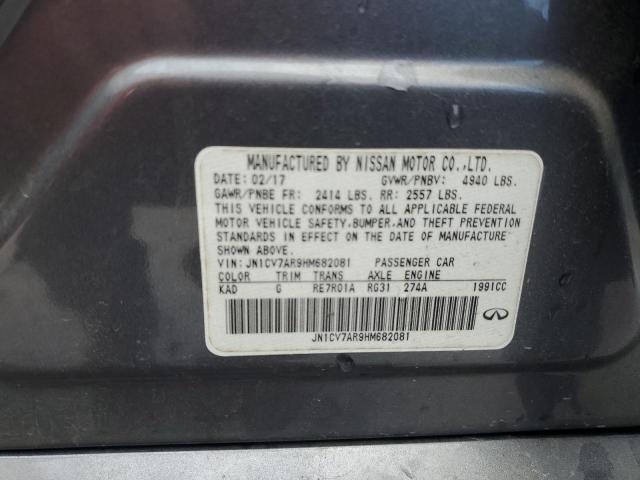 MANUFACTURED BY NISSAN MOTOR CO.,LTD.
DATE: 02/17 GVWR/PNBV: 4940 LBS.
GAWR/PNBE FR: 2414 LBS. RR: 2557 LBS.
THIS VEHICLE CONFORMS TO ALL APPLICABLE FEDERAL
MOTOR VEHICLE SAFETY,BUMPER,AND THEFT PREVENTION
STANDARDS IN EFFECT ON THE DATE OF MANUFACTURE
SHOWN ABOVE.
VIN: JN1CV7AR9HM682081 PASSENGER CAR
COLOR TRIM TRANS AXLE ENGINE
KAD G RE7R01A RG31 274A 1991CC
JN1CV7AR9HM682081